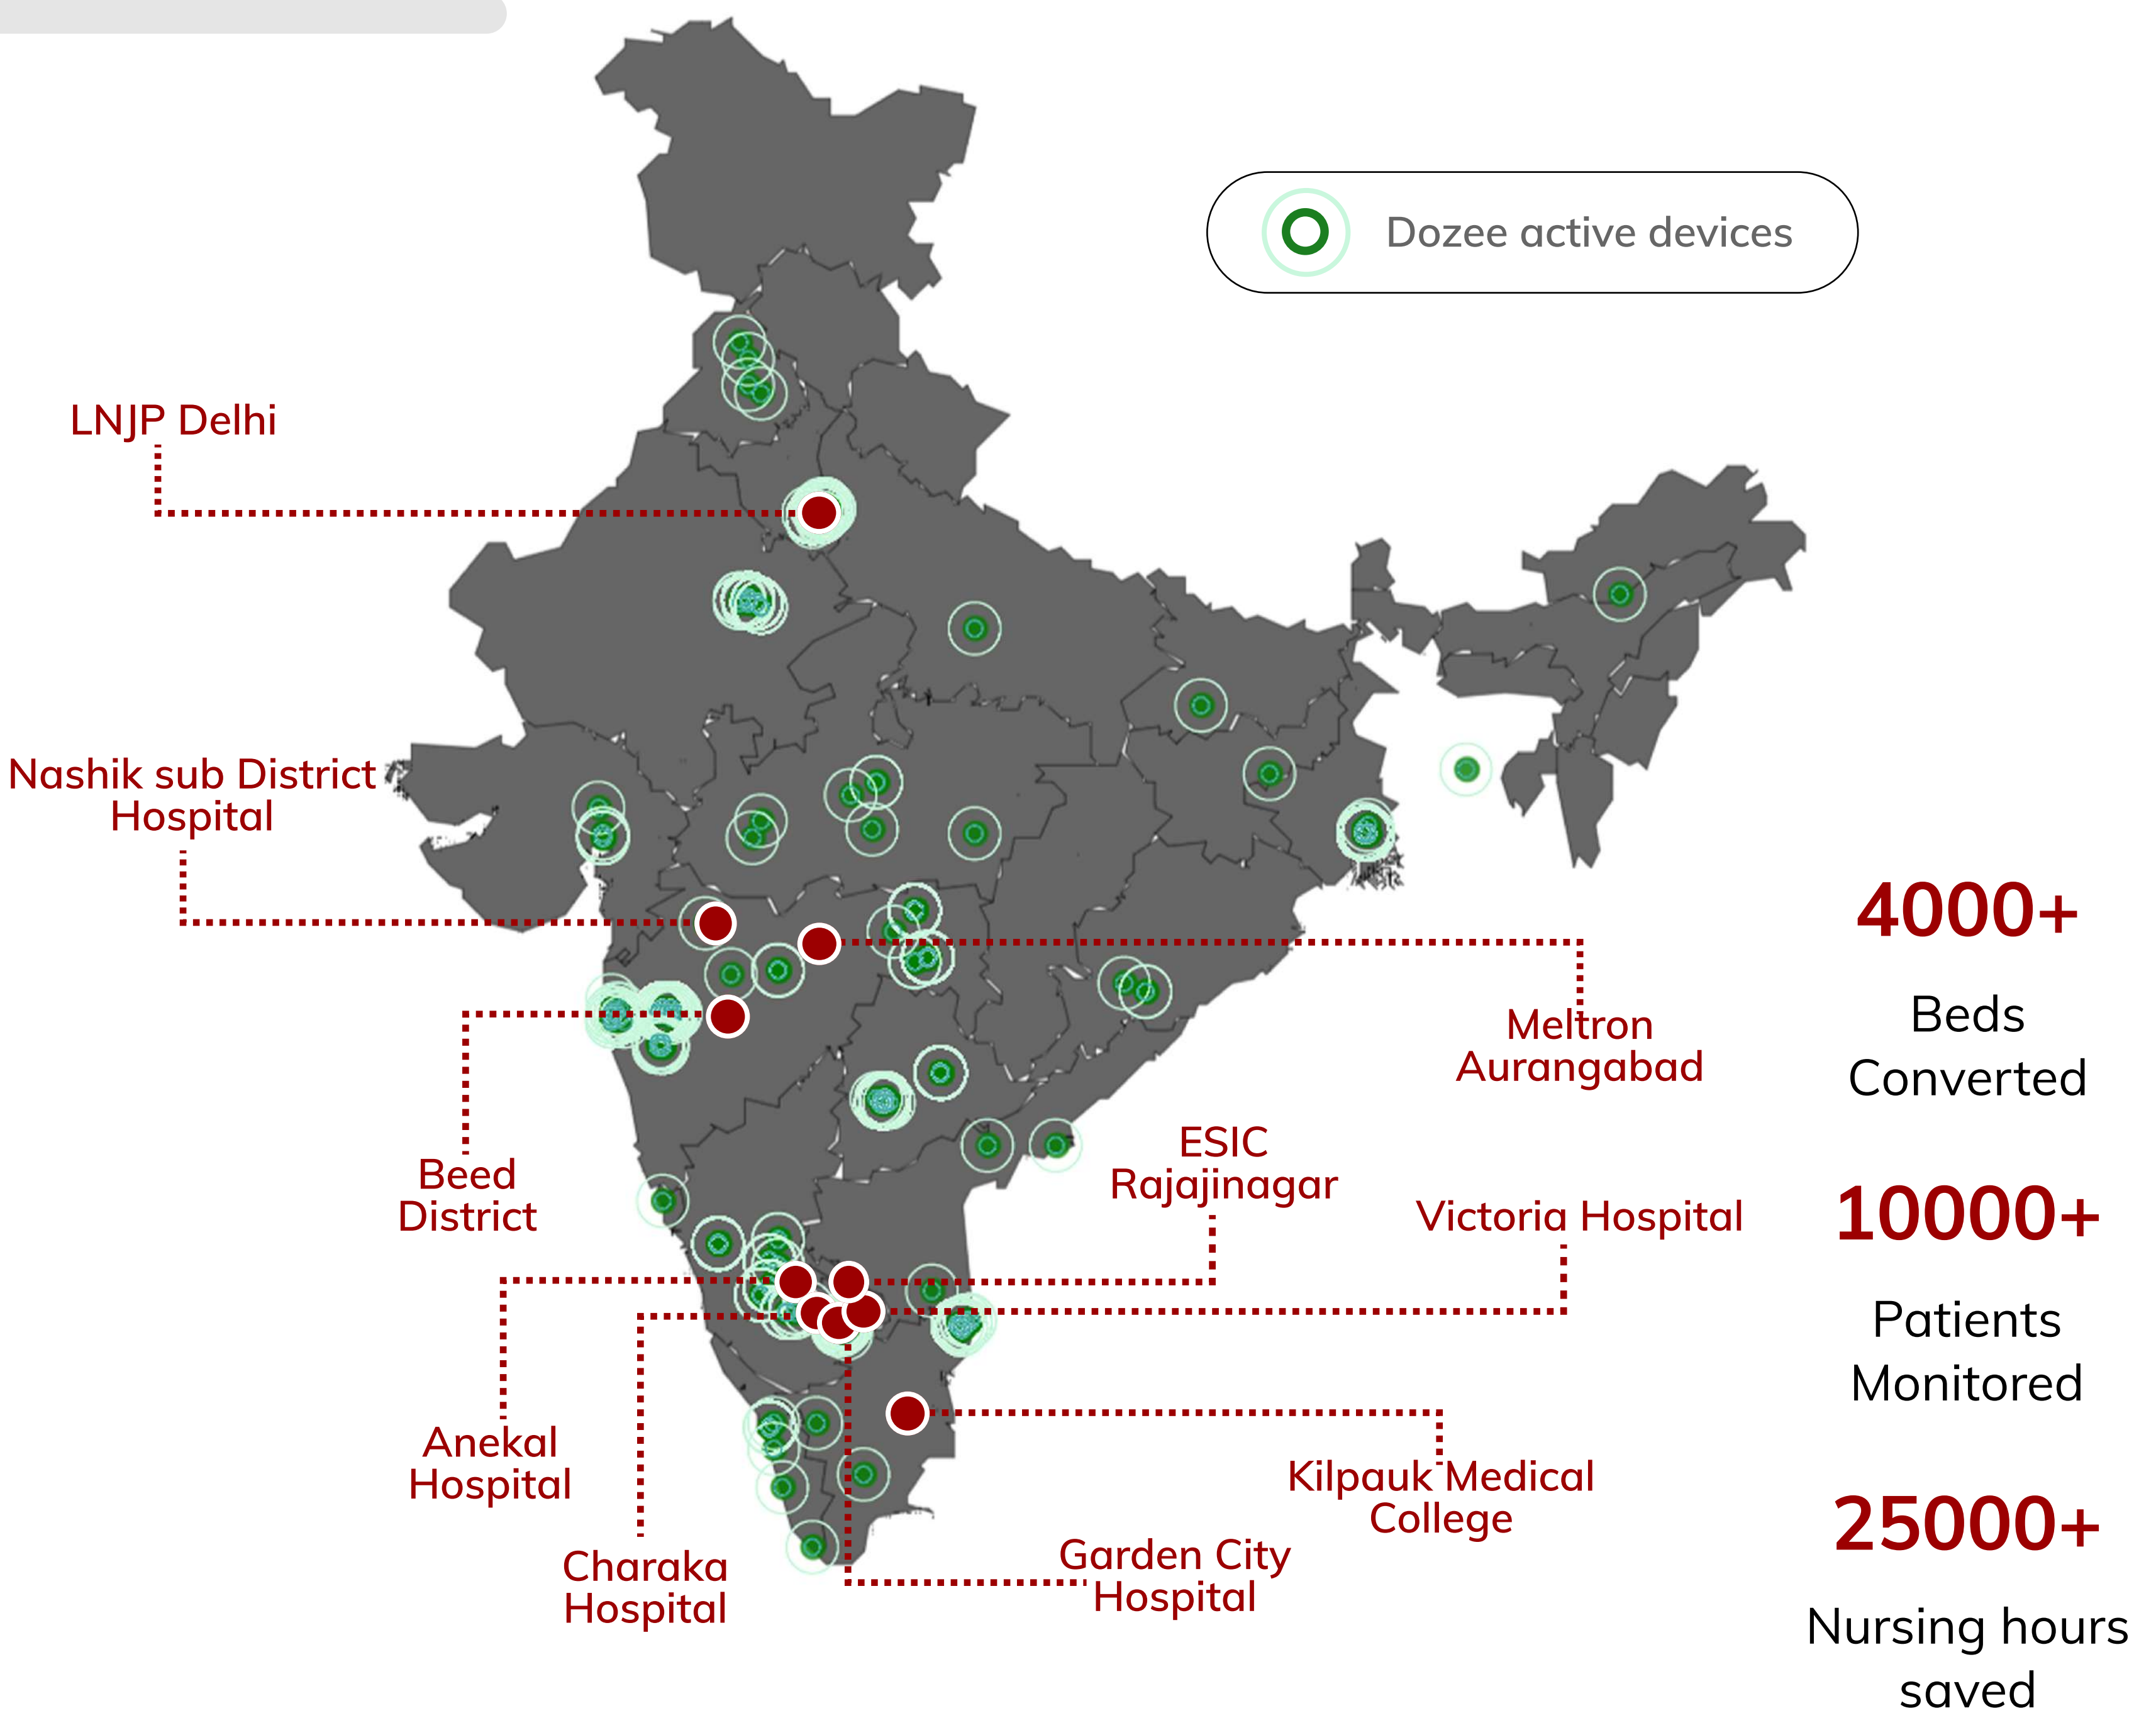 Dozee active devices
LNJP Delhi
Nashik sub District
Hospital
4000+
Beds
Converted
Meltron
Aurangabad
ESIC
Rajajinagar
Beed
District
Victoria Hospital
10000+
Patients
Monitored
Anekal
Hospital
Kilpauk Medical
College
25000+
Nursing hours
saved
Charaka
Hospital
Garden City
Hospital